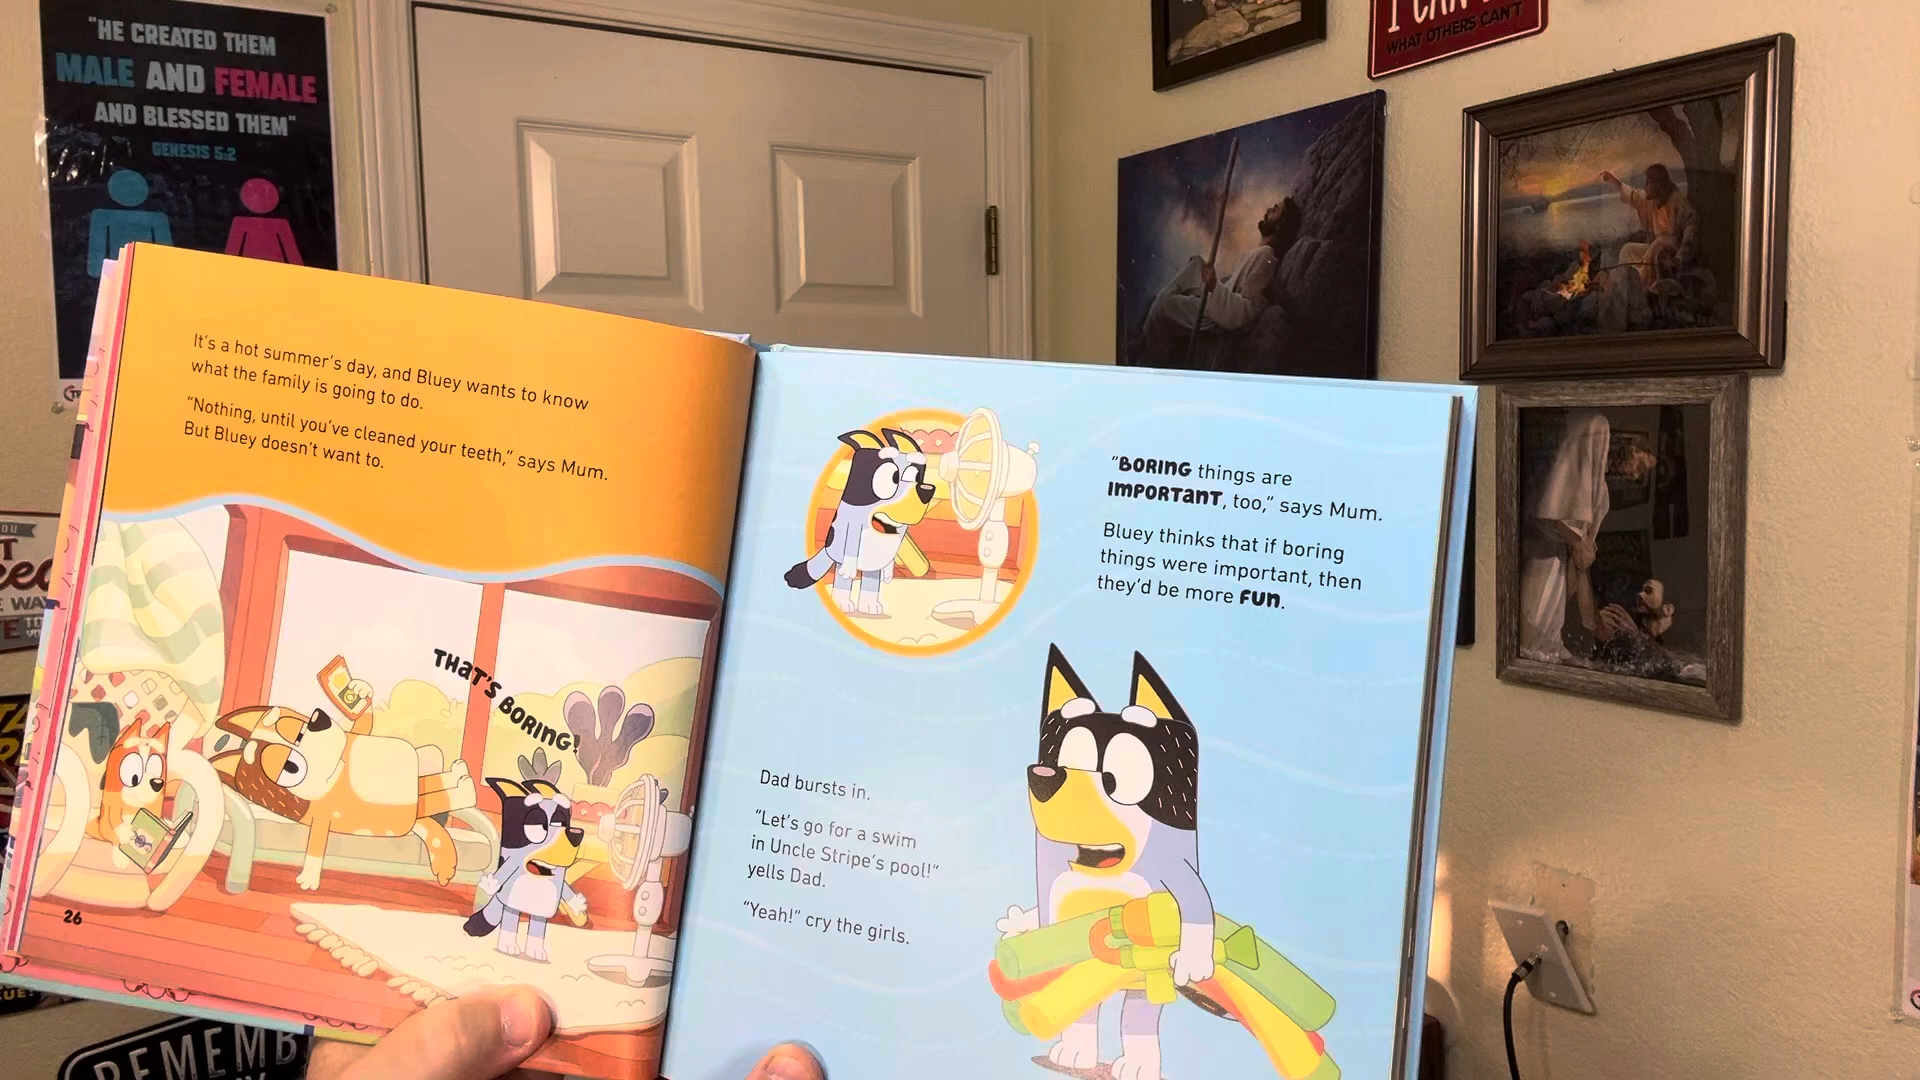 "HE CREATED THEM
MALE AND FEMALE
AND BLESSED THEM"
GENESIS 5:2
I CAN
WHAT OTHERS CAN'T
It's a hot summer's day, and Bluey wants to know
what the family is going to do.
"Nothing, until you've cleaned your teeth," says Mum.
But Bluey doesn't want to.
THAT'S BORING!
26
"BORING things are
IMPORTANT, too," says Mum.
Bluey thinks that if boring
things were important, then
they'd be more FUN.
Dad bursts in.
"Let's go for a swim
in Uncle Stripe's pool!"
yells Dad.
"Yeah!" cry the girls.